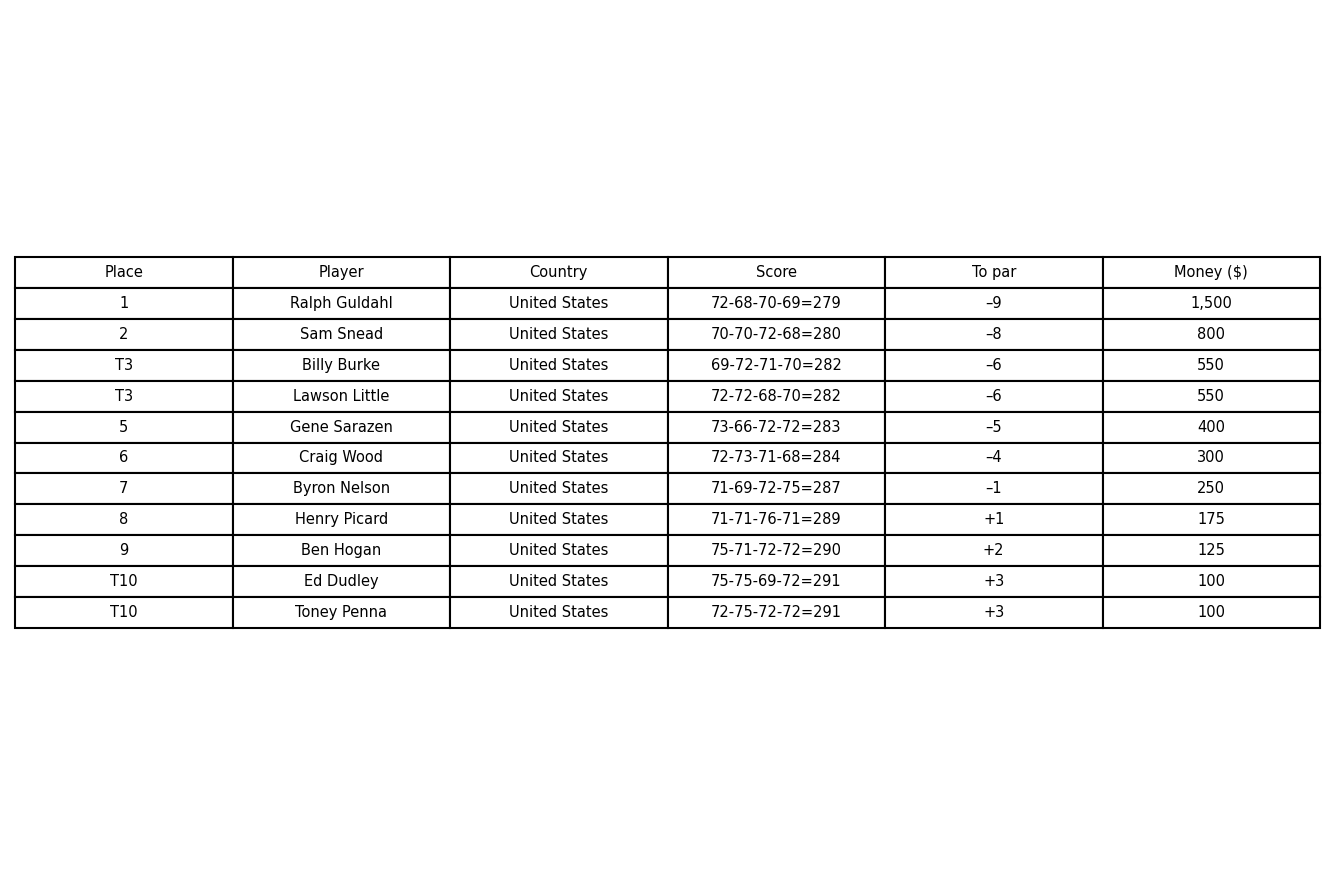 Place Player Country Score To par Money ($)
1 Ralph Guldahl United States 72-68-70-69=279 –9 1,500
2 Sam Snead United States 70-70-72-68=280 –8 800
T3 Billy Burke United States 69-72-71-70=282 –6 550
T3 Lawson Little United States 72-72-68-70=282 –6 550
5 Gene Sarazen United States 73-66-72-72=283 –5 400
6 Craig Wood United States 72-73-71-68=284 –4 300
7 Byron Nelson United States 71-69-72-75=287 –1 250
8 Henry Picard United States 71-71-76-71=289 +1 175
9 Ben Hogan United States 75-71-72-72=290 +2 125
T10 Ed Dudley United States 75-75-69-72=291 +3 100
T10 Toney Penna United States 72-75-72-72=291 +3 100